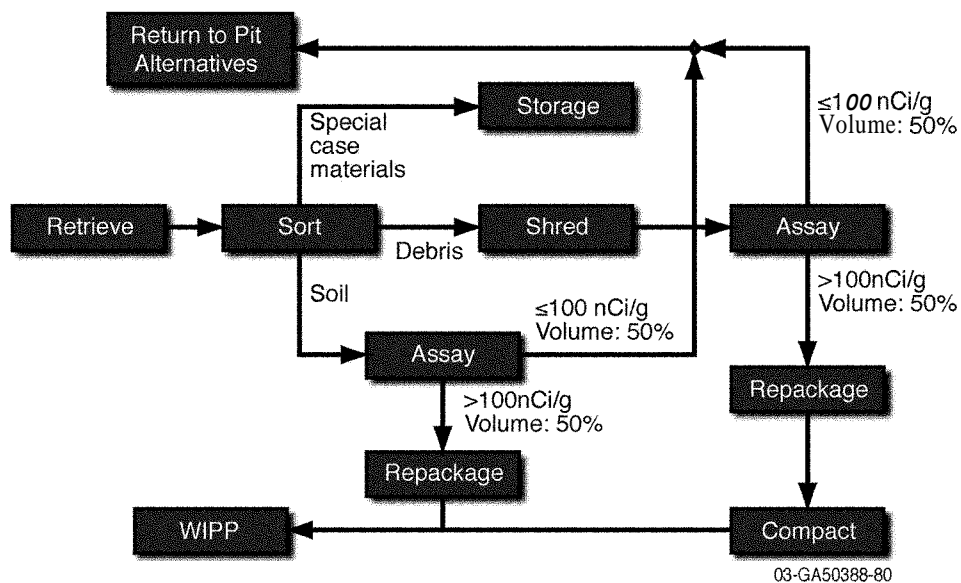 Return to Pit
Alternatives
Storage
Special
case
materials
≤100 nCi/g
Volume: 50%
Retrieve
Sort
Debris
Shred
Assay
Soil
≤100 nCi/g
Volume: 50%
>100nCi/g
Volume: 50%
Assay
>100nCi/g
Volume: 50%
Repackage
Repackage
WIPP
Compact
03-GA50388-80